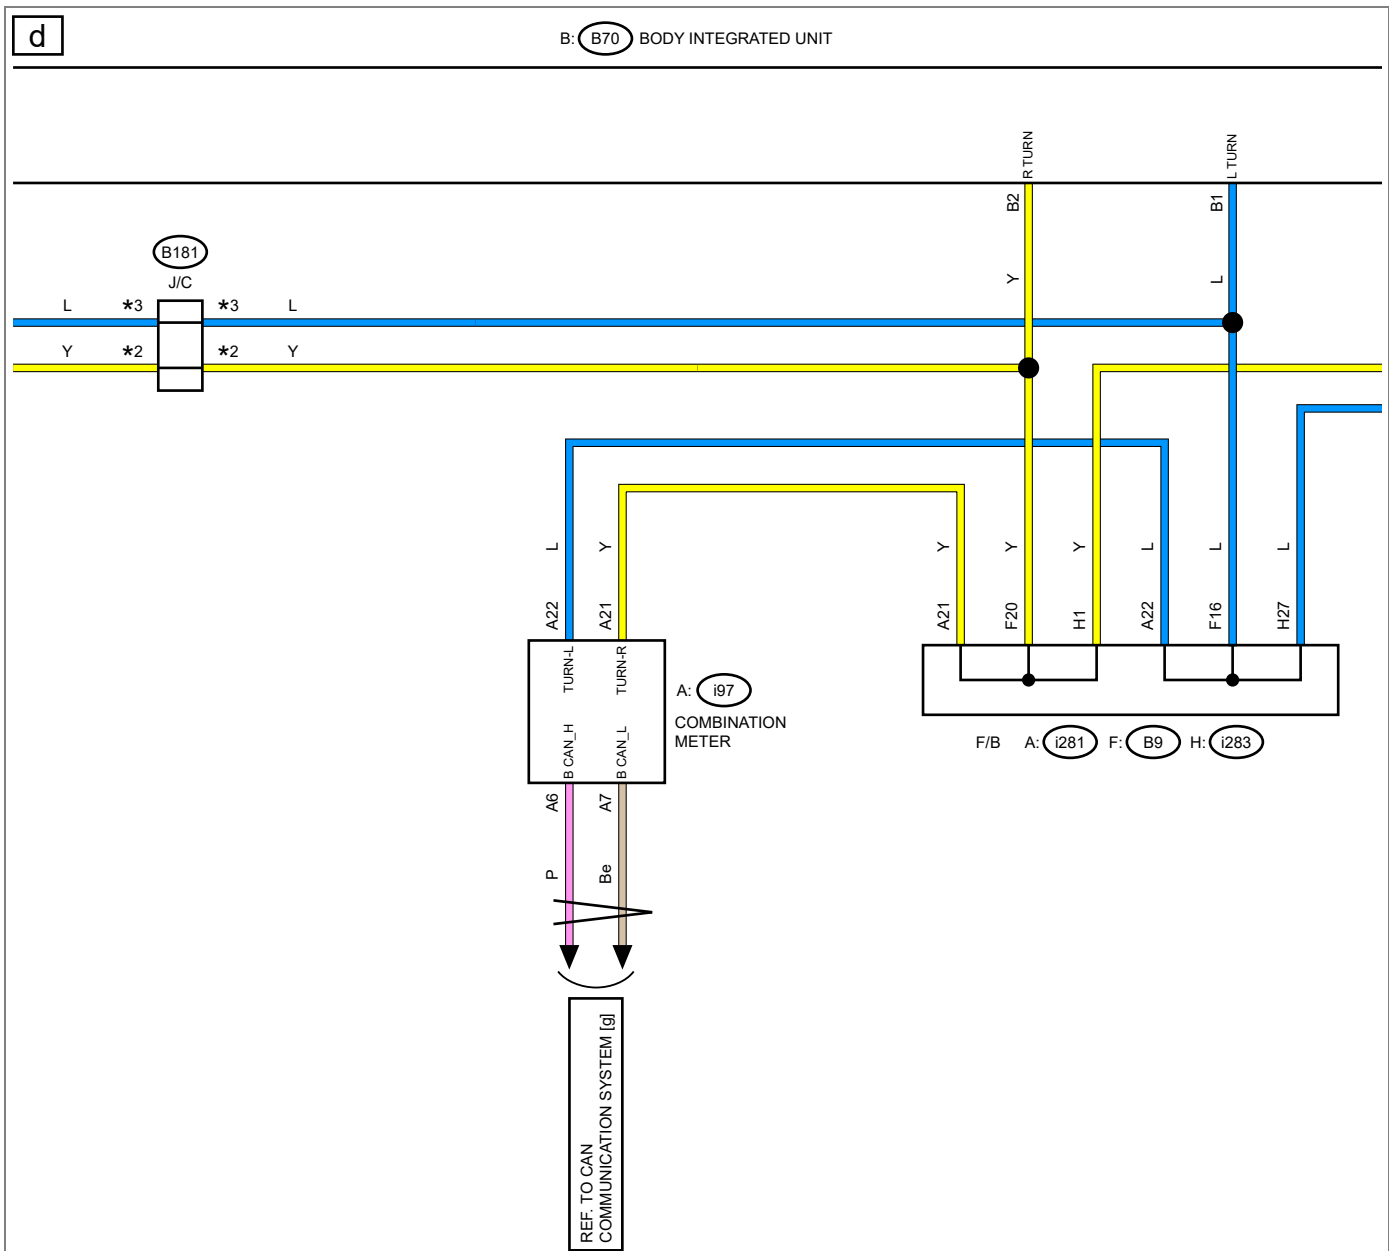 d
B: B70 BODY INTEGRATED UNIT
R TURN
L TURN
B2
B1
Y
L
B181
J/C
L *3 *3 L
Y *2 *2 Y
L
Y
Y
Y
Y
L
L
L
A22
A21
A21
F20
H1
A22
F16
H27
TURN-L
TURN-R
A: i97
COMBINATION
METER
B CAN_H
B CAN_L
F/B A: i281 F: B9 H: i283
A6
A7
P
Be
REF. TO CAN
COMMUNICATION SYSTEM [g]